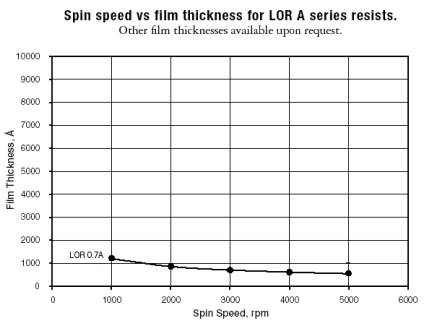 Spin speed vs film thickness for LOR A series resists.
Other film thicknesses available upon request.
Film Thickness, Å
10000
9000
8000
7000
6000
5000
4000
3000
2000
1000
0
LOR 0.7A
0 1000 2000 3000 4000 5000 6000
Spin Speed, rpm